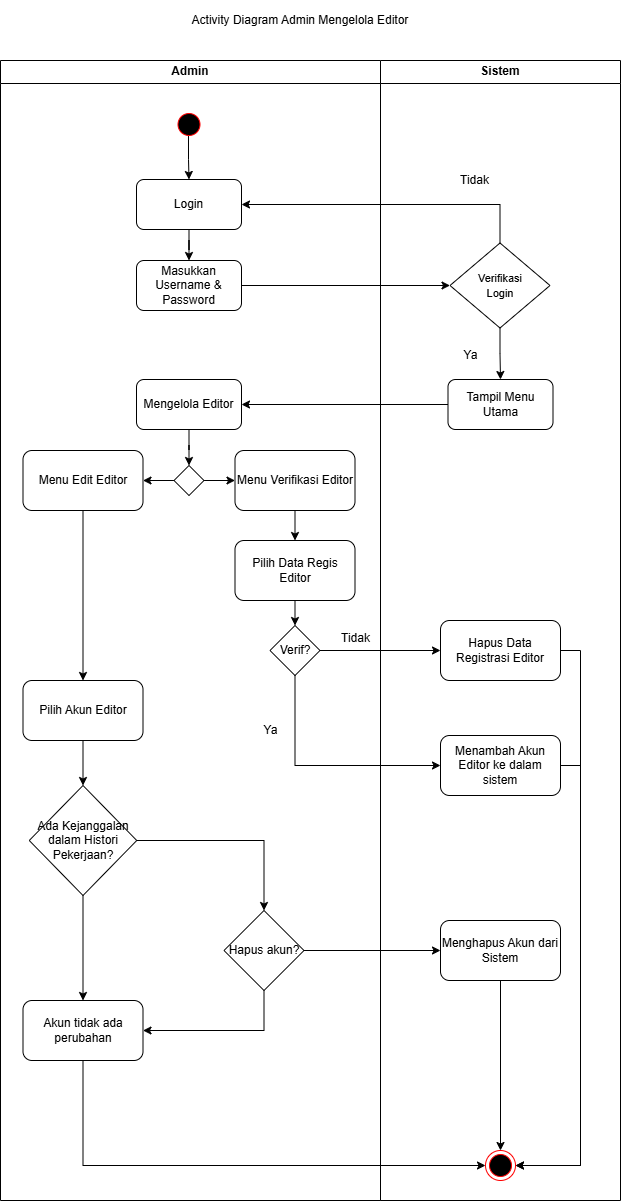 Activity Diagram Admin Mengelola Editor
Admin
Sistem
Tidak
Login
Masukkan
Username &
Password
Verifikasi
Login
Ya
Mengelola Editor
Tampil Menu
Utama
Menu Edit Editor
Menu Verifikasi Editor
Pilih Data Regis
Editor
Verif?
Tidak
Hapus Data
Registrasi Editor
Pilih Akun Editor
Ya
Menambah Akun
Editor ke dalam
sistem
Ada Kejanggalan
dalam Histori
Pekerjaan?
Hapus akun?
Menghapus Akun dari
Sistem
Akun tidak ada
perubahan